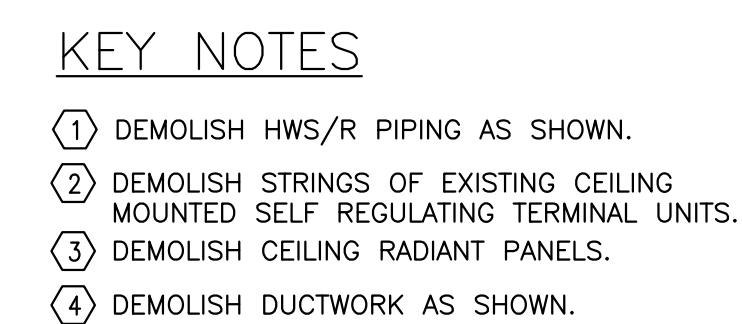 KEY NOTES
1 DEMOLISH HWS/R PIPING AS SHOWN.
2 DEMOLISH STRINGS OF EXISTING CEILING
MOUNTED SELF REGULATING TERMINAL UNITS.
3 DEMOLISH CEILING RADIANT PANELS.
4 DEMOLISH DUCTWORK AS SHOWN.